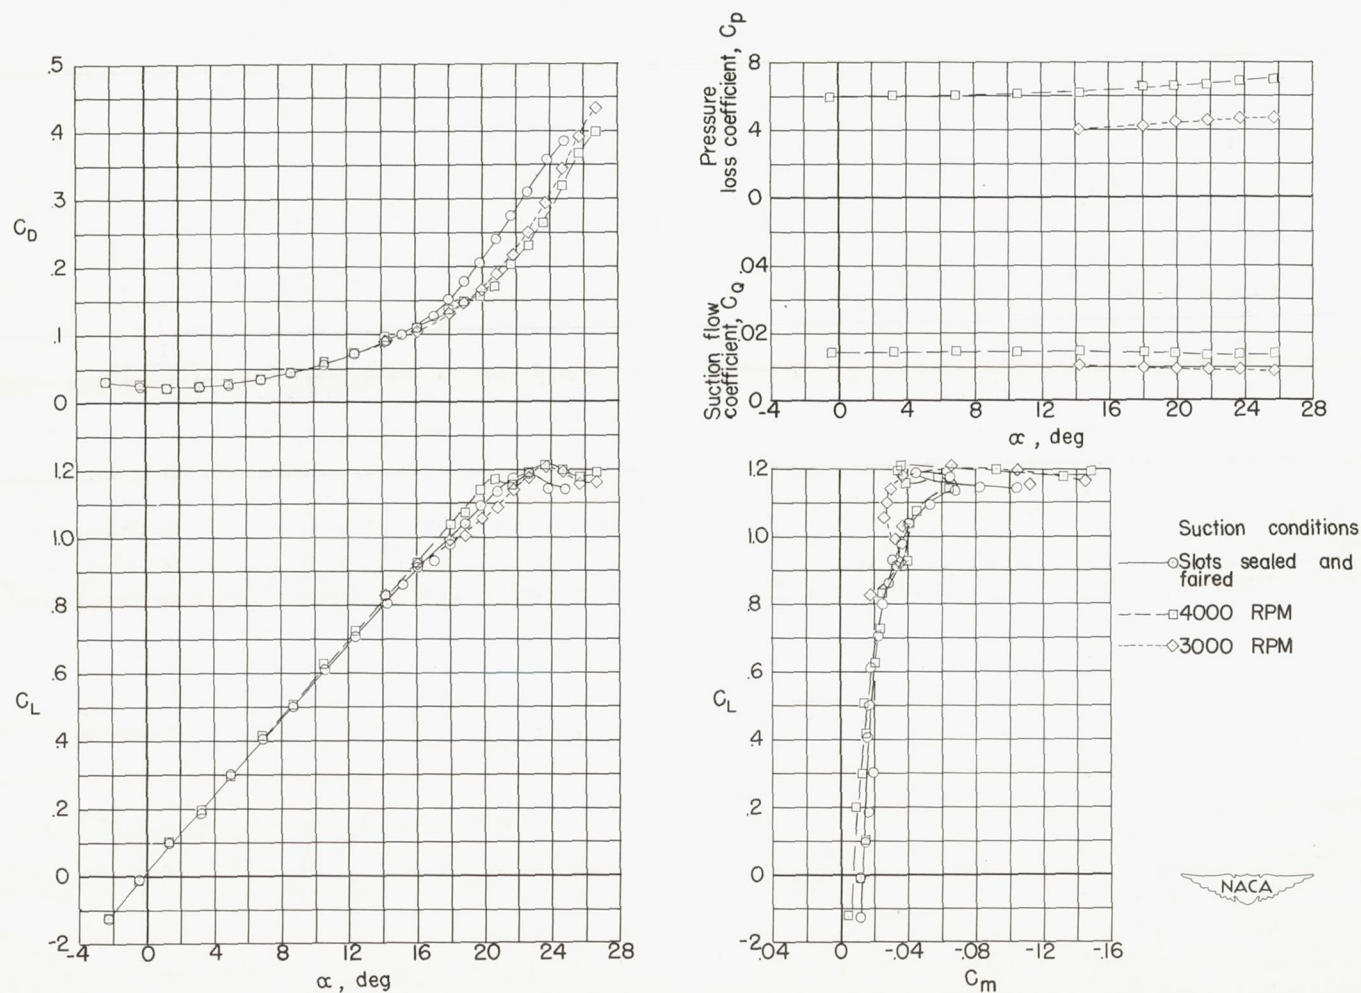 .5
.4
.3
C_D
.2
.1
0
1.2
1.0
.8
.6
C_L
.4
.2
0
-.2
-4 0 4 8 12 16 20 24 28
α, deg
Pressure
loss coefficient, C_p
8
4
0
Suction flow
coefficient, C_Q
.04
.02
0
-4 0 4 8 12 16 20 24 28
α, deg
1.2
1.0
.8
.6
C_L
.4
.2
0
-.2
.04 0 -.04 -.08 -.12 -.16
C_m
Suction conditions
Slots sealed and
faired
4000 RPM
3000 RPM
NACA